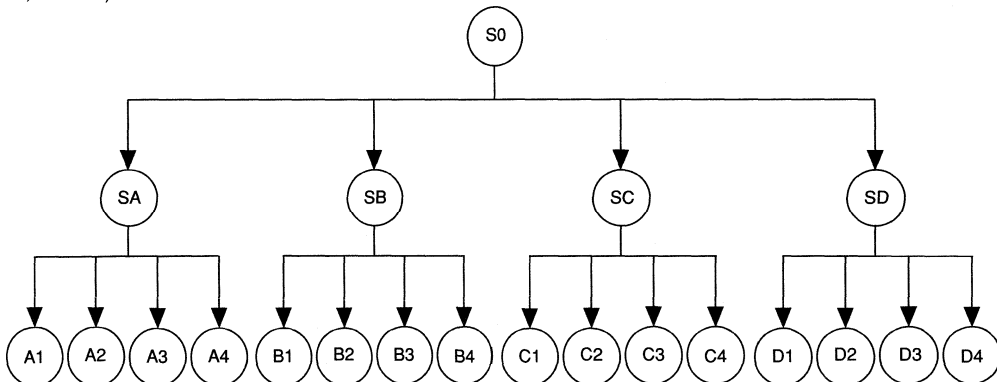 S0
SA SB SC SD
A1 A2 A3 A4 B1 B2 B3 B4 C1 C2 C3 C4 D1 D2 D3 D4